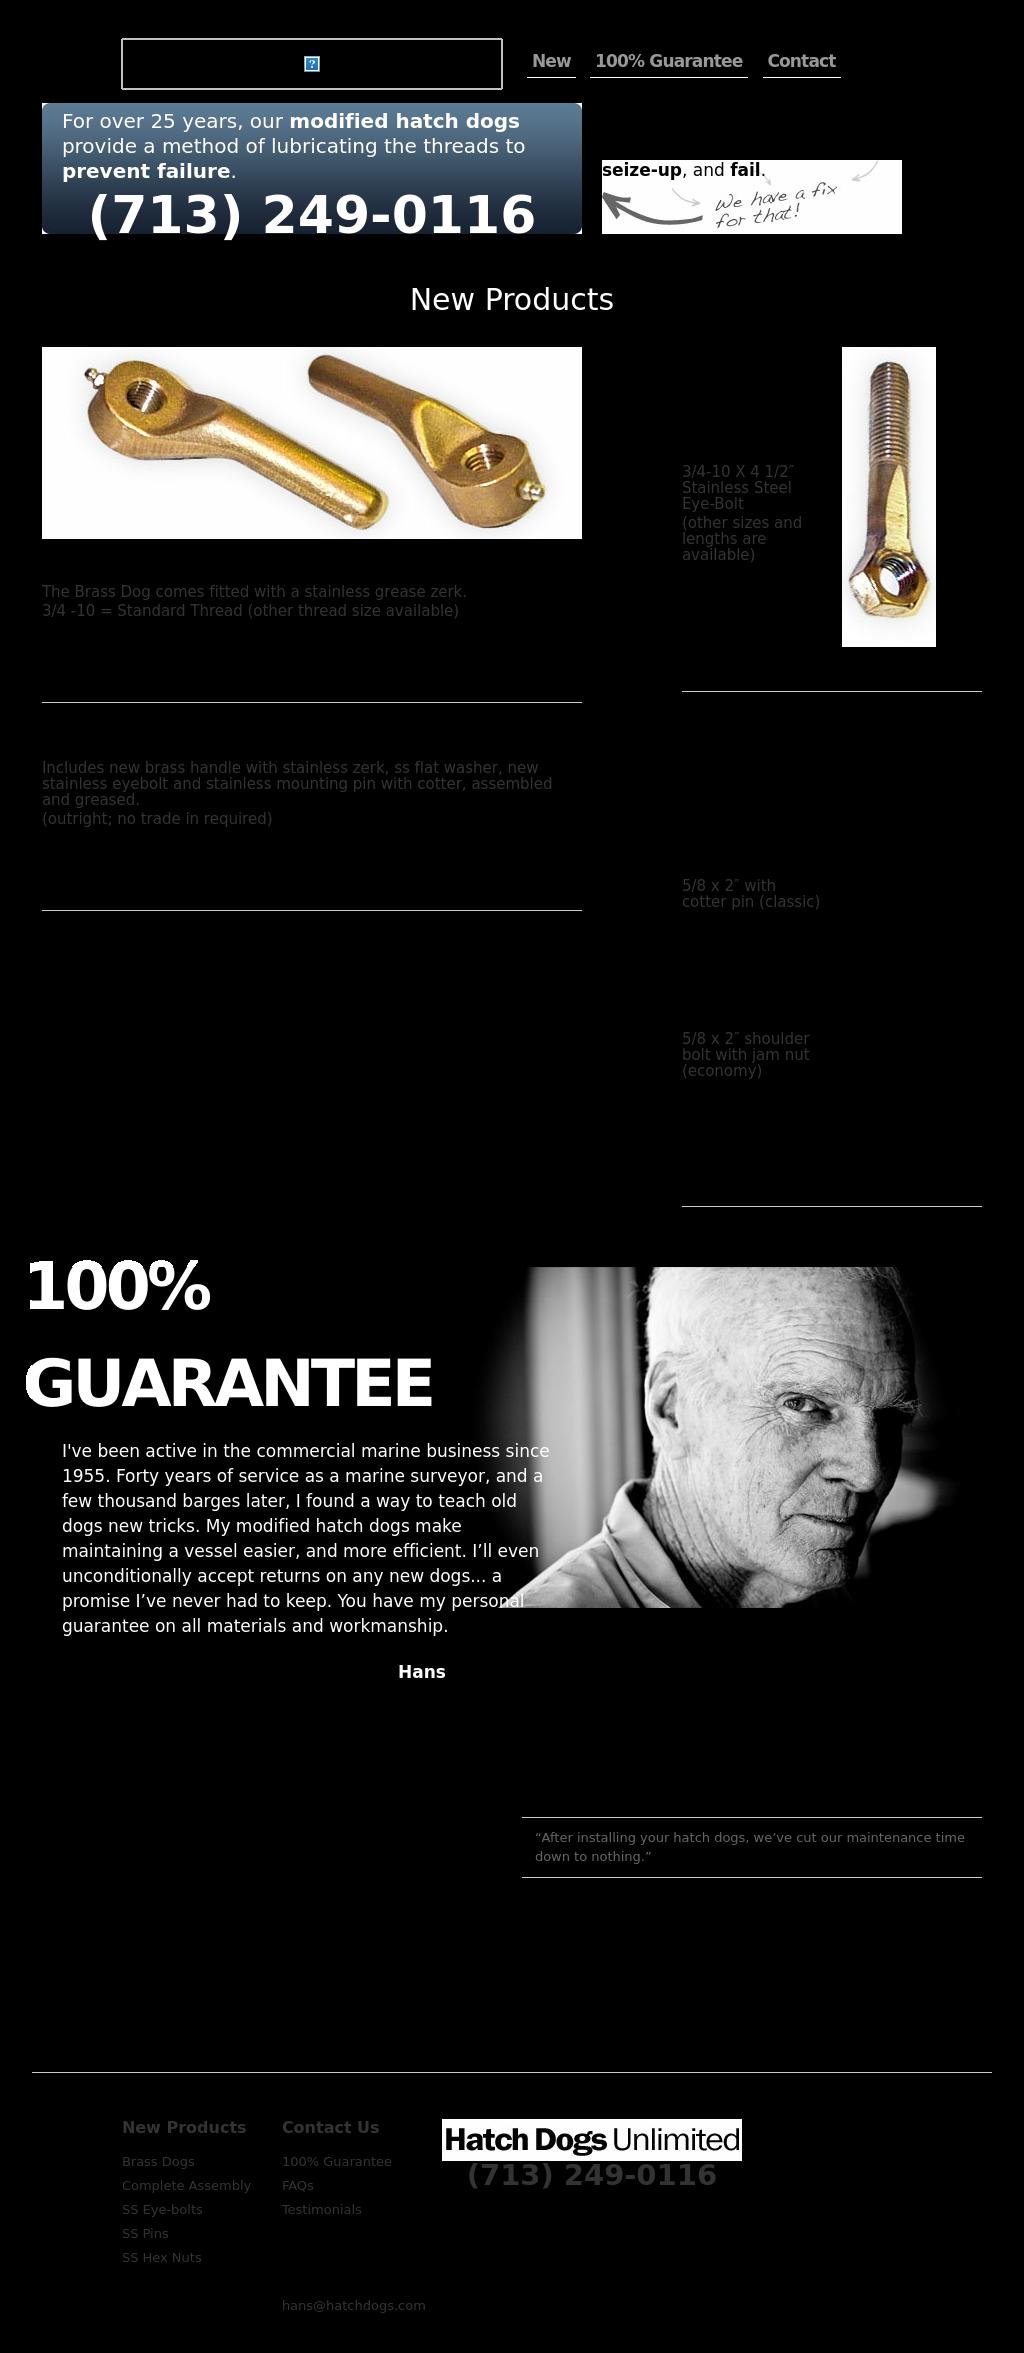 New 100% Guarantee Contact
For over 25 years, our modified hatch dogs
provide a method of lubricating the threads to
prevent failure.
(713) 249-0116
seize-up, and fail.
We have a fix
for that!
New Products
3/4-10 X 4 1/2″
Stainless Steel
Eye-Bolt
(other sizes and
lengths are
available)
The Brass Dog comes fitted with a stainless grease zerk.
3/4 -10 = Standard Thread (other thread size available)
Includes new brass handle with stainless zerk, ss flat washer, new
stainless eyebolt and stainless mounting pin with cotter, assembled
and greased.
(outright; no trade in required)
5/8 x 2″ with
cotter pin (classic)
5/8 x 2″ shoulder
bolt with jam nut
(economy)
100%
GUARANTEE
I've been active in the commercial marine business since
1955. Forty years of service as a marine surveyor, and a
few thousand barges later, I found a way to teach old
dogs new tricks. My modified hatch dogs make
maintaining a vessel easier, and more efficient. I’ll even
unconditionally accept returns on any new dogs... a
promise I’ve never had to keep. You have my personal
guarantee on all materials and workmanship.
Hans
“After installing your hatch dogs, we’ve cut our maintenance time
down to nothing.”
New Products
Brass Dogs
Complete Assembly
SS Eye-bolts
SS Pins
SS Hex Nuts
Contact Us
100% Guarantee
FAQs
Testimonials
hans@hatchdogs.com
Hatch Dogs Unlimited
(713) 249-0116